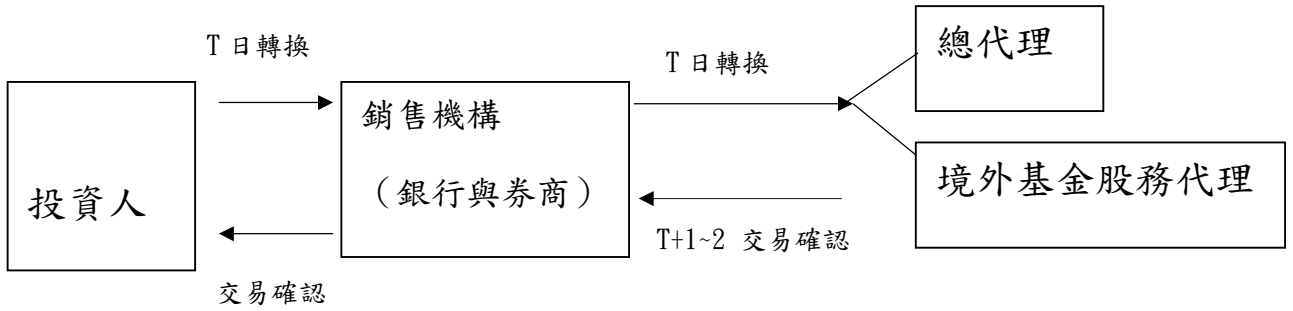 T 日轉換
投資人
交易確認
銷售機構
（銀行與券商）
T 日轉換
T+1~2 交易確認
總代理
境外基金股務代理